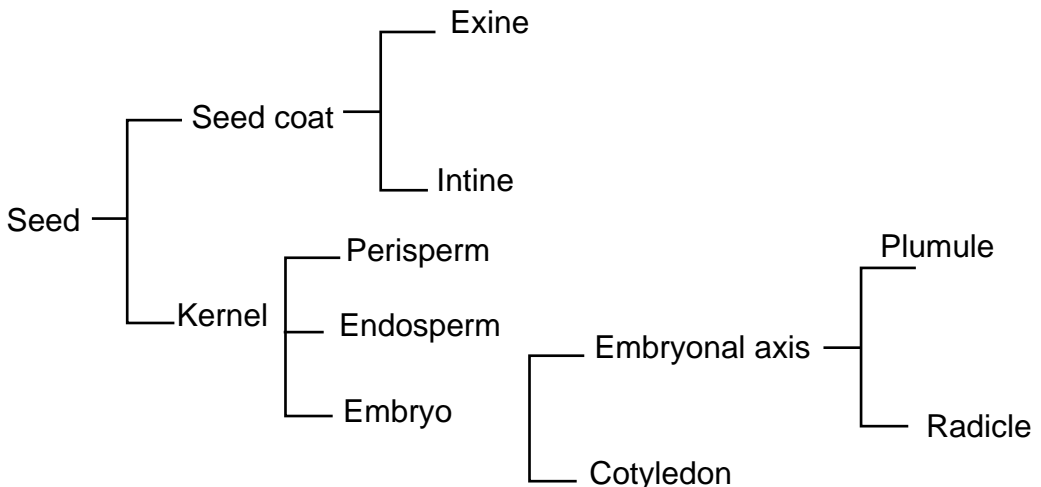 Exine
Seed coat
Intine
Seed
Perisperm
Plumule
Kernel
Endosperm
Embryonal axis
Embryo
Radicle
Cotyledon